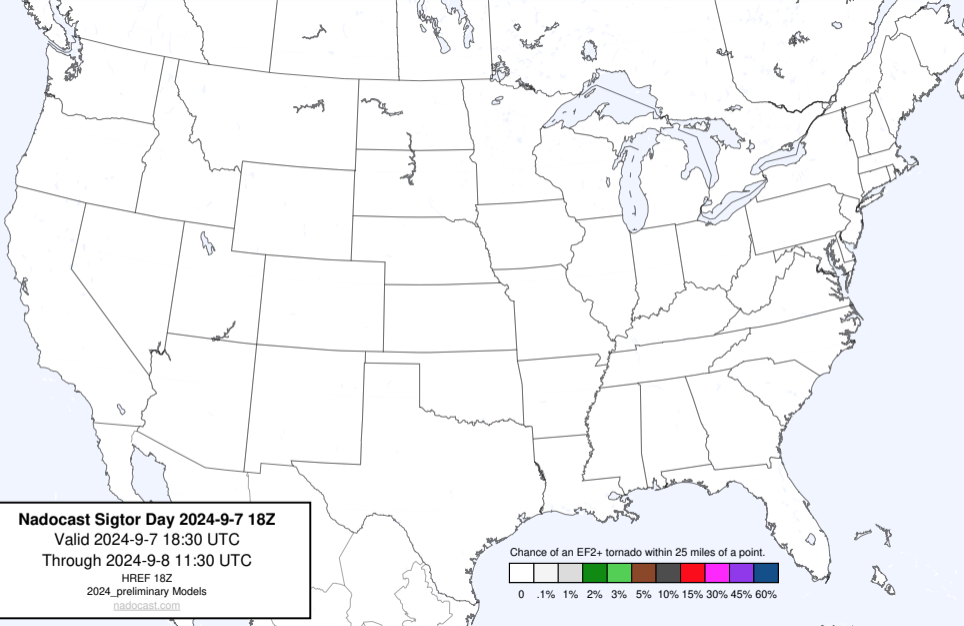 Nadocast Sigtor Day 2024-9-7 18Z
Valid 2024-9-7 18:30 UTC
Through 2024-9-8 11:30 UTC
HREF 18Z
2024_preliminary Models
nadocast.com
Chance of an EF2+ tornado within 25 miles of a point.
0 .1% 1% 2% 3% 5% 10% 15% 30% 45% 60%